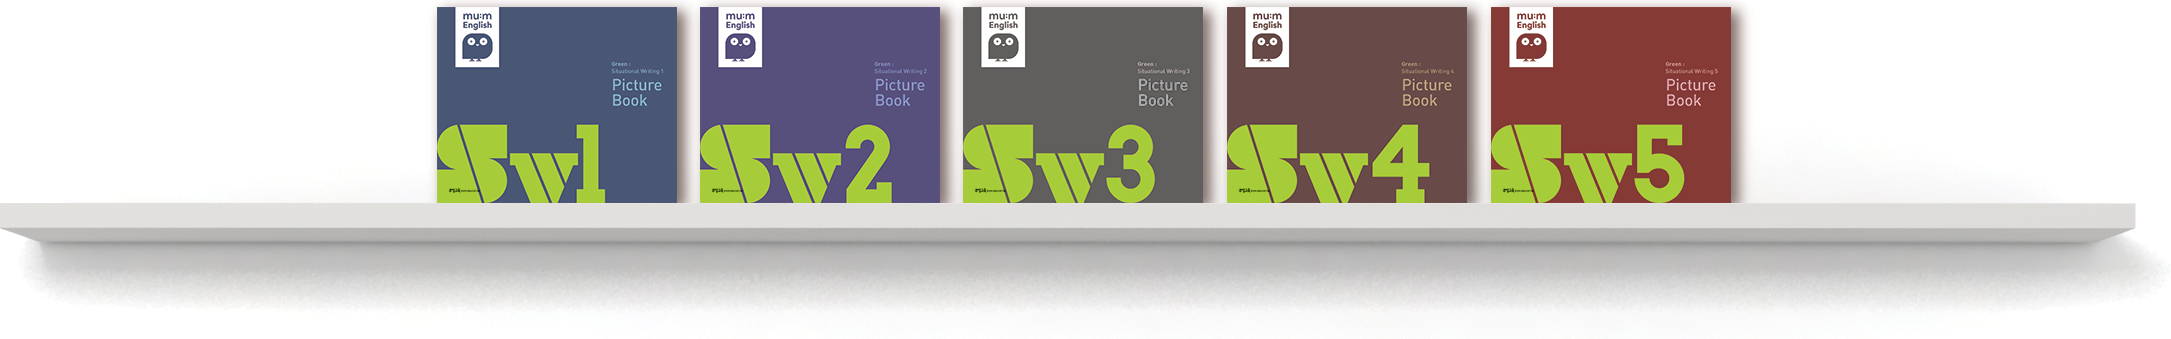 mu:m
English
Green :
Situational Writing 1
Picture
Book
Sw1
mu:m
English
Green :
Situational Writing 2
Picture
Book
Sw2
mu:m
English
Green :
Situational Writing 3
Picture
Book
Sw3
mu:m
English
Green :
Situational Writing 4
Picture
Book
Sw4
mu:m
English
Green :
Situational Writing 5
Picture
Book
Sw5